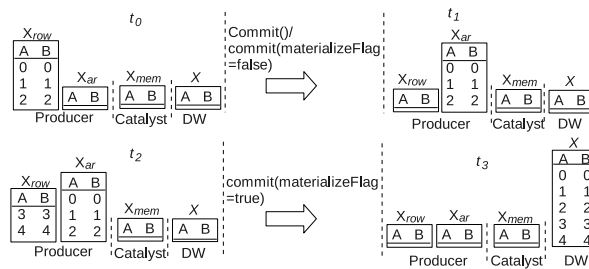 t0
Xrow
A B
0 0
1 1
2 2
Xar
A B
Xmem
A B
X
A B
Producer
Catalyst
DW
Commit()/
commit(materializeFlag
=false)
t1
Xrow
A B
Xar
A B
0 0
1 1
2 2
Xmem
A B
X
A B
Producer
Catalyst
DW
t2
Xrow
A B
3 3
4 4
Xar
A B
0 0
1 1
2 2
Xmem
A B
X
A B
Producer
Catalyst
DW
commit(materializeFlag
=true)
t3
Xrow
A B
Xar
A B
Xmem
A B
X
A B
0 0
1 1
2 2
3 3
4 4
Producer
Catalyst
DW